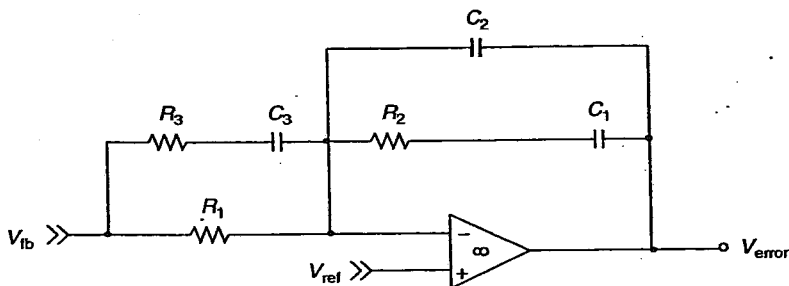 C2
R3
C3
R2
C1
R1
Vfb
−
∞
Verror
Vref
+